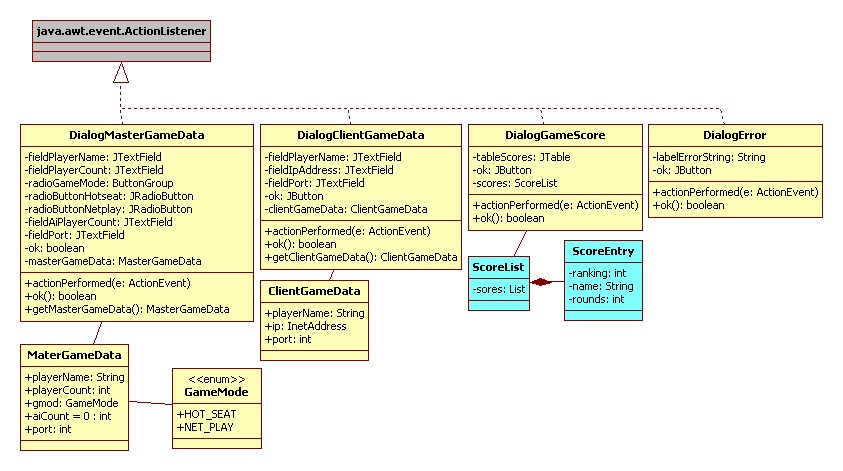 java.awt.event.ActionListener
DialogMasterGameData
-fieldPlayerName: JTextField
-fieldPlayerCount: JTextField
-radioGameMode: ButtonGroup
-radioButtonHotseat: JRadioButton
-radioButtonNetplay: JRadioButton
-fieldAiPlayerCount: JTextField
-fieldPort: JTextField
-ok: boolean
-masterGameData: MasterGameData
+actionPerformed(e: ActionEvent)
+ok(): boolean
+getMasterGameData(): MasterGameData
DialogClientGameData
-fieldPlayerName: JTextField
-fieldIpAddress: JTextField
-fieldPort: JTextField
-ok: JButton
-clientGameData: ClientGameData
+actionPerformed(e: ActionEvent)
+ok(): boolean
+getClientGameData(): ClientGameData
DialogGameScore
-tableScores: JTable
-ok: JButton
-scores: ScoreList
+actionPerformed(e: ActionEvent)
+ok(): boolean
DialogError
-labelErrorString: String
-ok: JButton
+actionPerformed(e: ActionEvent)
+ok(): boolean
ScoreList
-sores: List
ScoreEntry
-ranking: int
-name: String
-rounds: int
ClientGameData
+playerName: String
+ip: InetAddress
+port: int
MaterGameData
+playerName: String
+playerCount: int
+gmod: GameMode
+aiCount = 0 : int
+port: int
<<enum>>
GameMode
+HOT_SEAT
+NET_PLAY